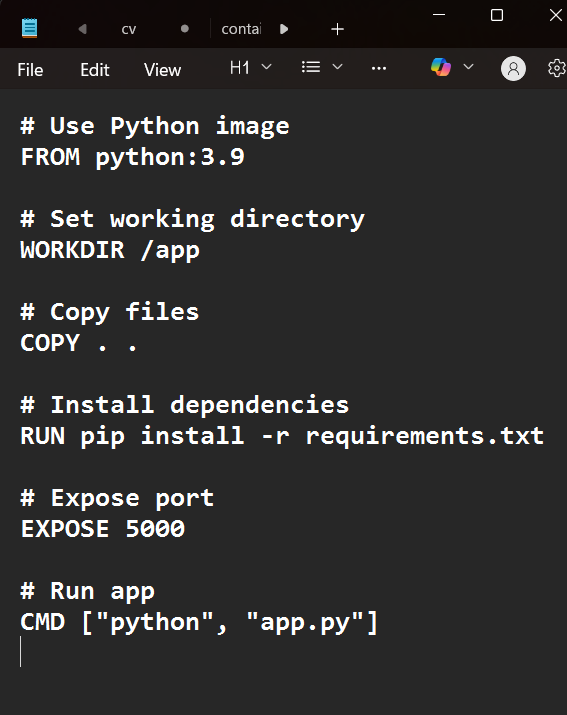 cv
contai
File
Edit
View
H1
# Use Python image
FROM python:3.9
# Set working directory
WORKDIR /app
# Copy files
COPY . .
# Install dependencies
RUN pip install -r requirements.txt
# Expose port
EXPOSE 5000
# Run app
CMD ["python", "app.py"]